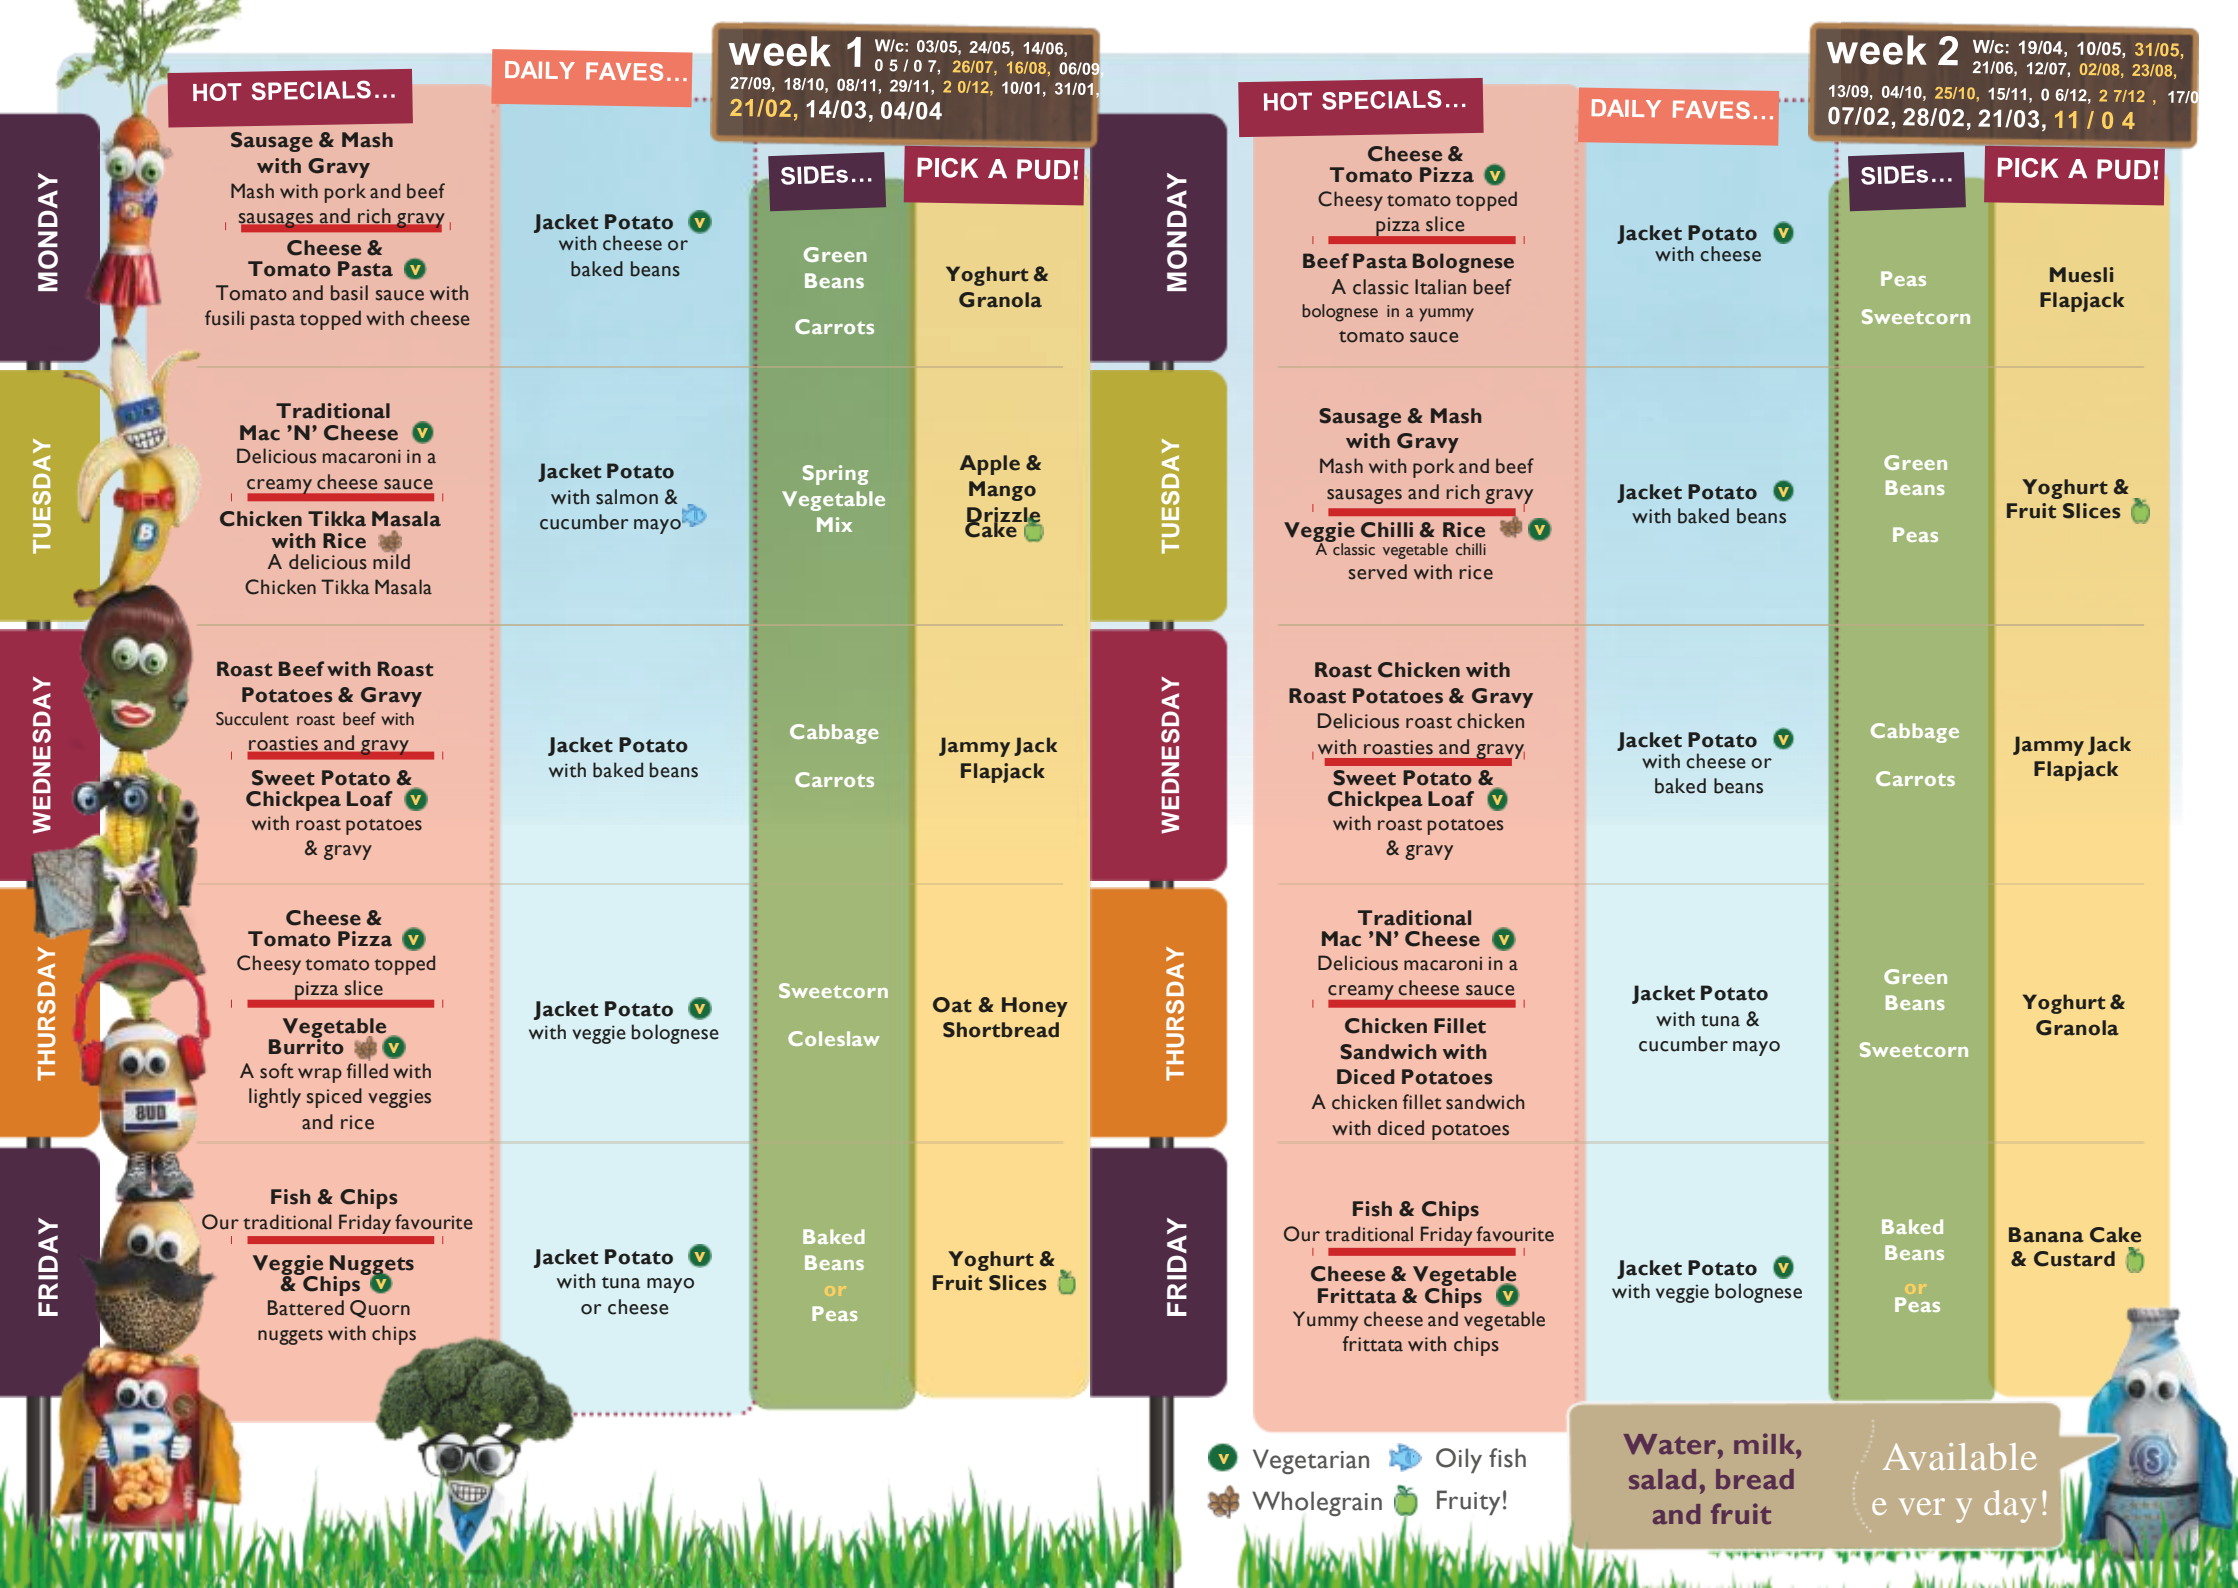 week 1 W/c: 03/05, 24/05, 14/06,
0 5 / 0 7, 26/07, 16/08, 06/09,
27/09, 18/10, 08/11, 29/11, 2 0/12, 10/01, 31/01,
21/02, 14/03, 04/04
HOT SPECIALS...
DAILY FAVES...
SIDEs...
PICK A PUD!
MONDAY
Sausage & Mash
with Gravy
Mash with pork and beef
sausages and rich gravy
Cheese &
Tomato Pasta V
Tomato and basil sauce with
fusili pasta topped with cheese
Jacket Potato V
with cheese or
baked beans
Green
Beans
Carrots
Yoghurt &
Granola
TUESDAY
Traditional
Mac 'N' Cheese V
Delicious macaroni in a
creamy cheese sauce
Chicken Tikka Masala
with Rice
A delicious mild
Chicken Tikka Masala
Jacket Potato
with salmon &
cucumber mayo
Spring
Vegetable
Mix
Apple &
Mango
Drizzle
Cake
B
WEDNESDAY
Roast Beef with Roast
Potatoes & Gravy
Succulent roast beef with
roasties and gravy
Sweet Potato &
Chickpea Loaf V
with roast potatoes
& gravy
Jacket Potato
with baked beans
Cabbage
Carrots
Jammy Jack
Flapjack
THURSDAY
Cheese &
Tomato Pizza V
Cheesy tomato topped
pizza slice
Vegetable
Burrito V
A soft wrap filled with
lightly spiced veggies
and rice
Jacket Potato V
with veggie bolognese
Sweetcorn
Coleslaw
Oat & Honey
Shortbread
BUD
FRIDAY
Fish & Chips
Our traditional Friday favourite
Veggie Nuggets
& Chips V
Battered Quorn
nuggets with chips
Jacket Potato V
with tuna mayo
or cheese
Baked
Beans
or
Peas
Yoghurt &
Fruit Slices
B
week 2 W/c: 19/04, 10/05, 31/05,
21/06, 12/07, 02/08, 23/08,
13/09, 04/10, 25/10, 15/11, 0 6/12, 2 7/12 , 17/0
07/02, 28/02, 21/03, 11 / 0 4
HOT SPECIALS...
DAILY FAVES...
SIDEs...
PICK A PUD!
MONDAY
Cheese &
Tomato Pizza V
Cheesy tomato topped
pizza slice
Beef Pasta Bolognese
A classic Italian beef
bolognese in a yummy
tomato sauce
Jacket Potato V
with cheese
Peas
Sweetcorn
Muesli
Flapjack
TUESDAY
Sausage & Mash
with Gravy
Mash with pork and beef
sausages and rich gravy
Veggie Chilli & Rice V
A classic vegetable chilli
served with rice
Jacket Potato V
with baked beans
Green
Beans
Peas
Yoghurt &
Fruit Slices
WEDNESDAY
Roast Chicken with
Roast Potatoes & Gravy
Delicious roast chicken
with roasties and gravy
Sweet Potato &
Chickpea Loaf V
with roast potatoes
& gravy
Jacket Potato V
with cheese or
baked beans
Cabbage
Carrots
Jammy Jack
Flapjack
THURSDAY
Traditional
Mac 'N' Cheese V
Delicious macaroni in a
creamy cheese sauce
Chicken Fillet
Sandwich with
Diced Potatoes
A chicken fillet sandwich
with diced potatoes
Jacket Potato
with tuna &
cucumber mayo
Green
Beans
Sweetcorn
Yoghurt &
Granola
FRIDAY
Fish & Chips
Our traditional Friday favourite
Cheese & Vegetable
Frittata & Chips V
Yummy cheese and vegetable
frittata with chips
Jacket Potato V
with veggie bolognese
Baked
Beans
or
Peas
Banana Cake
& Custard
V Vegetarian Oily fish
Wholegrain Fruity!
Water, milk,
salad, bread
and fruit
Available
e ver y day!
S